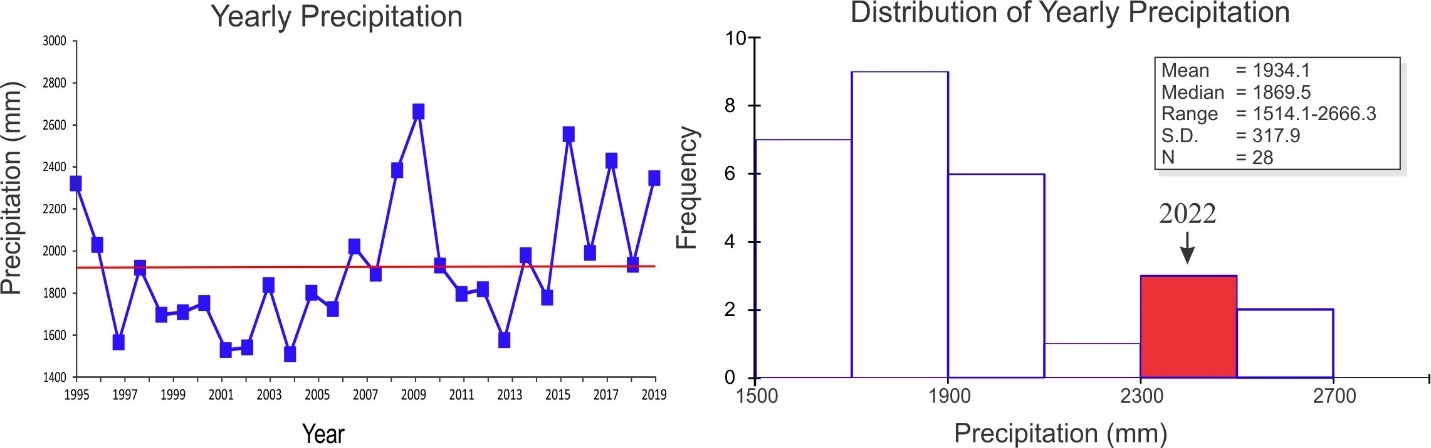 Yearly Precipitation
3000
2800
2600
2400
2200
2000
1800
1600
1400
Precipitation (mm)
1995 1997 1999 2001 2003 2005 2007 2009 2011 2013 2015 2017 2019
Year
Distribution of Yearly Precipitation
10
8
6
4
2
0
Frequency
Mean = 1934.1
Median = 1869.5
Range = 1514.1-2666.3
S.D. = 317.9
N = 28
2022
1500 1900 2300 2700
Precipitation (mm)